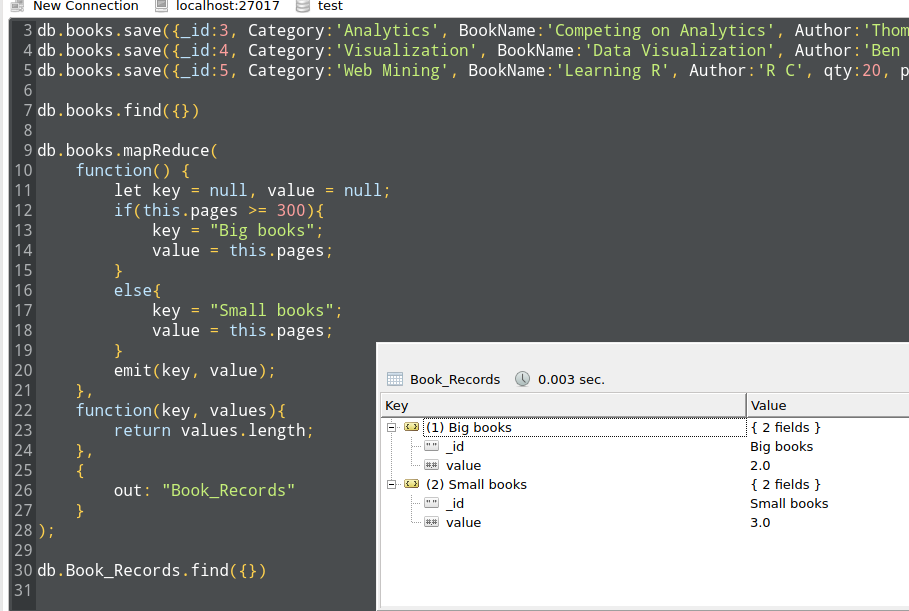 New Connection localhost:27017 test
3 db.books.save({_id:3, Category:'Analytics', BookName:'Competing on Analytics', Author:'Thom
4 db.books.save({_id:4, Category:'Visualization', BookName:'Data Visualization', Author:'Ben
5 db.books.save({_id:5, Category:'Web Mining', BookName:'Learning R', Author:'R C', qty:20, p
6
7 db.books.find({})
8
9 db.books.mapReduce(
10     function() {
11         let key = null, value = null;
12         if(this.pages >= 300){
13             key = "Big books";
14             value = this.pages;
15         }
16         else{
17             key = "Small books";
18             value = this.pages;
19         }
20         emit(key, value);
21     },
22     function(key, values){
23         return values.length;
24     },
25     {
26         out: "Book_Records"
27     }
28 );
29
30 db.Book_Records.find({})
31
Book_Records 0.003 sec.
Key Value
(1) Big books { 2 fields }
_id Big books
value 2.0
(2) Small books { 2 fields }
_id Small books
value 3.0